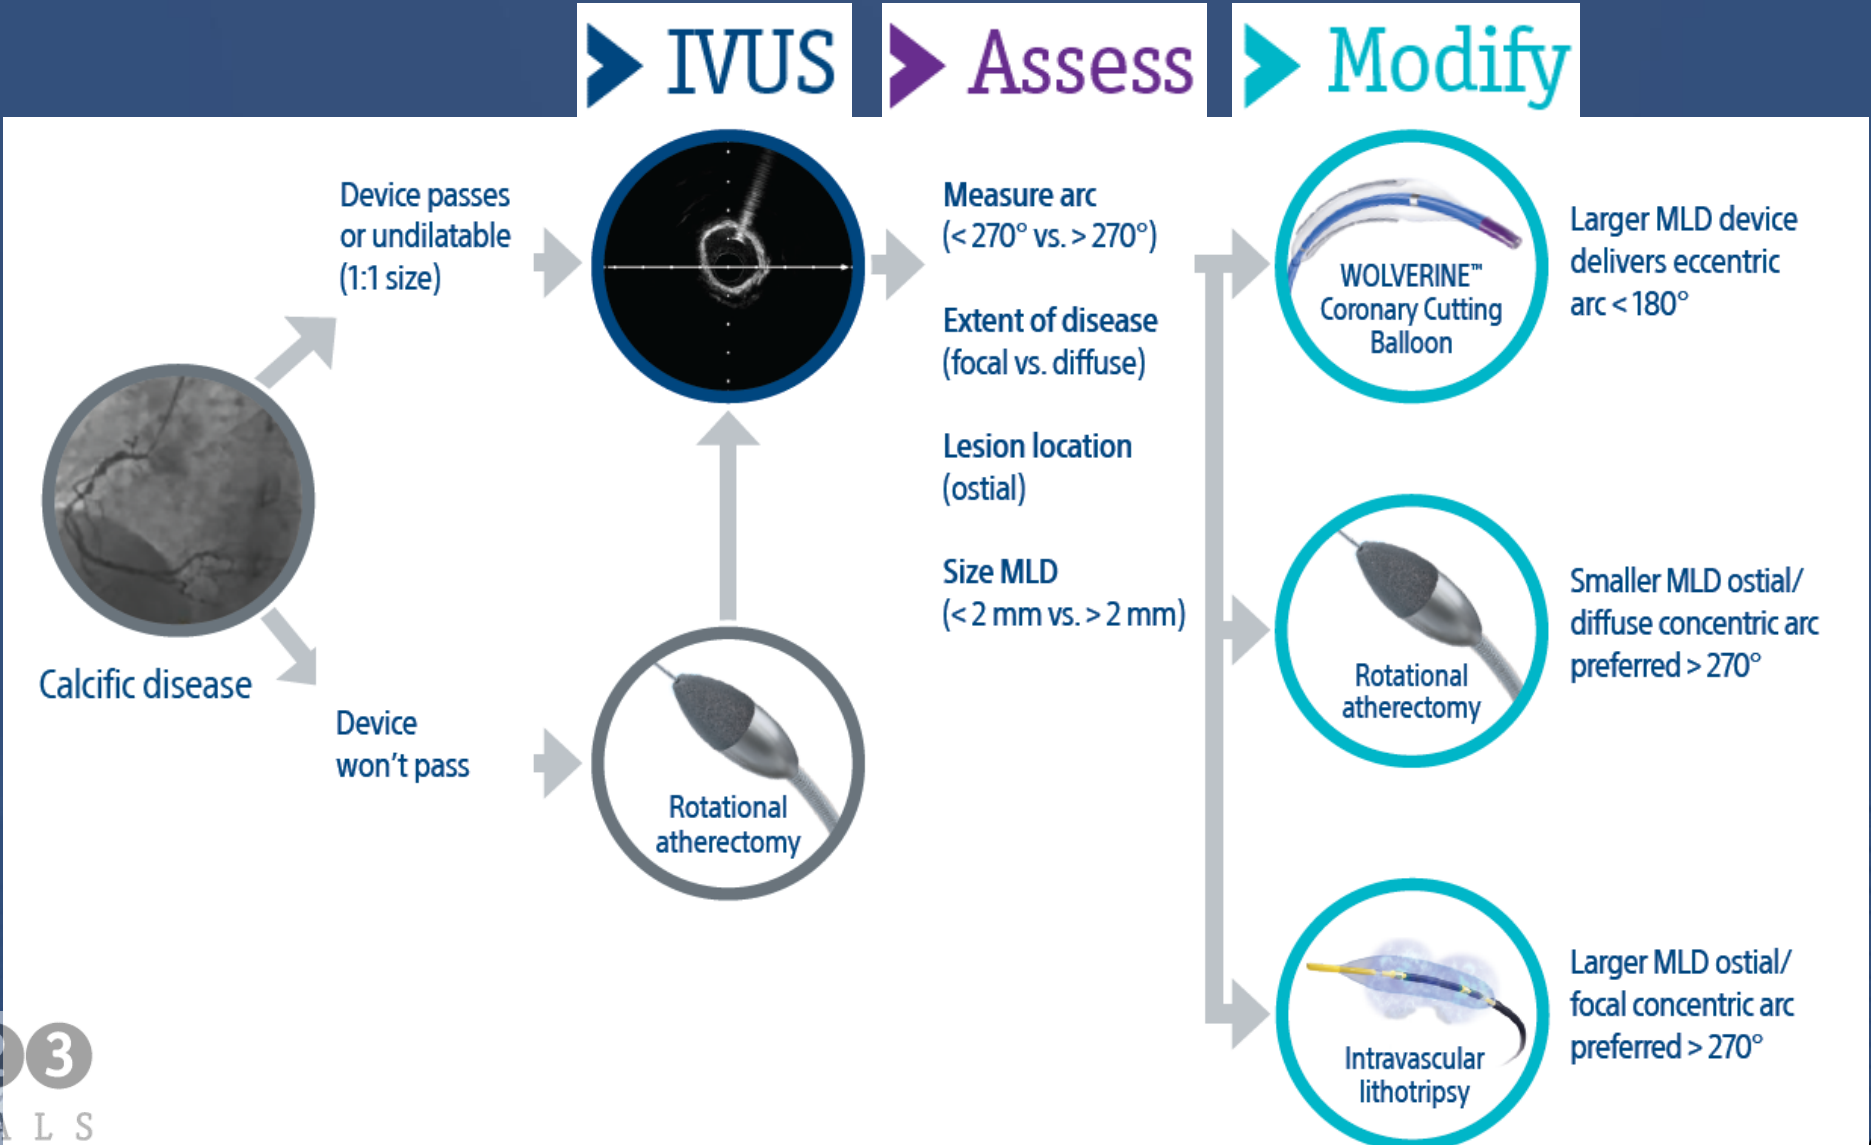 IVUS
Assess
Modify
Device passes
or undilatable
(1:1 size)
Measure arc
(< 270° vs. > 270°)
Extent of disease
(focal vs. diffuse)
Lesion location
(ostial)
Size MLD
(< 2 mm vs. > 2 mm)
WOLVERINE™
Coronary Cutting
Balloon
Larger MLD device
delivers eccentric
arc < 180°
Calcific disease
Device
won't pass
Rotational
atherectomy
Rotational
atherectomy
Smaller MLD ostial/
diffuse concentric arc
preferred > 270°
Intravascular
lithotripsy
Larger MLD ostial/
focal concentric arc
preferred > 270°
3
A L S